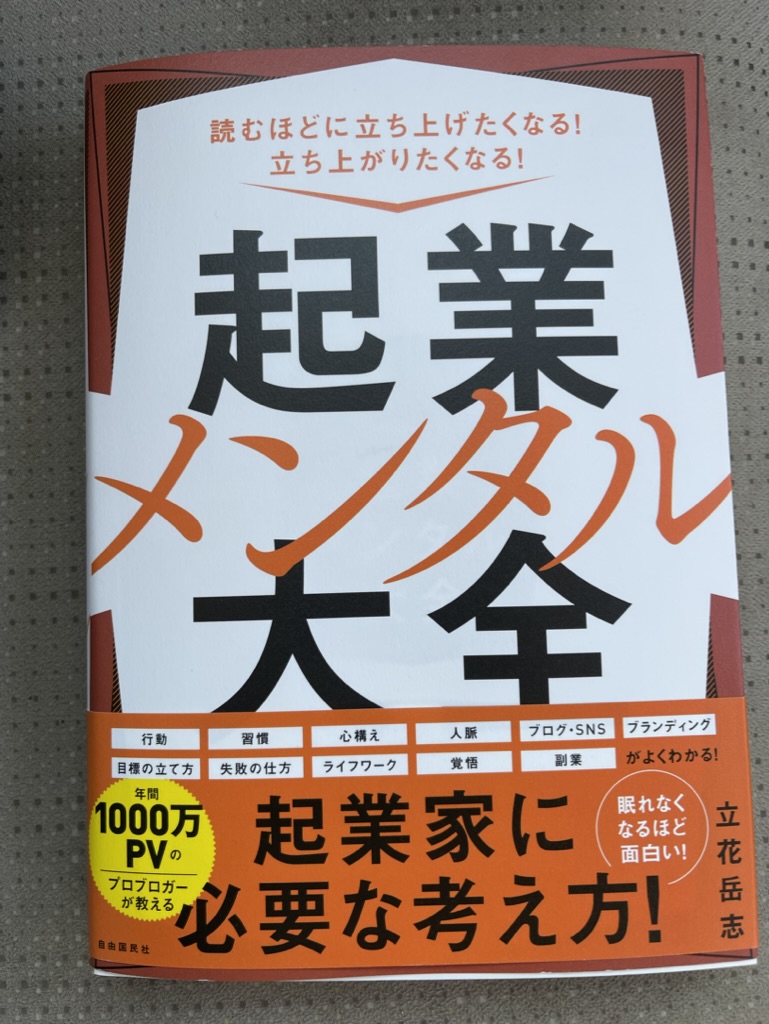 読むほどに立ち上げたくなる!
立ち上がりたくなる!
起業
メンタル
大全
行動 習慣 心構え 人脈 ブログ・SNS ブランディング
目標の立て方 失敗の仕方 ライフワーク 覚悟 副業 がよくわかる!
年間
1000万
PVの
プロブロガー
が教える
起業家に
必要な考え方!
眠れなく
なるほど
面白い!
立花岳志
自由国民社